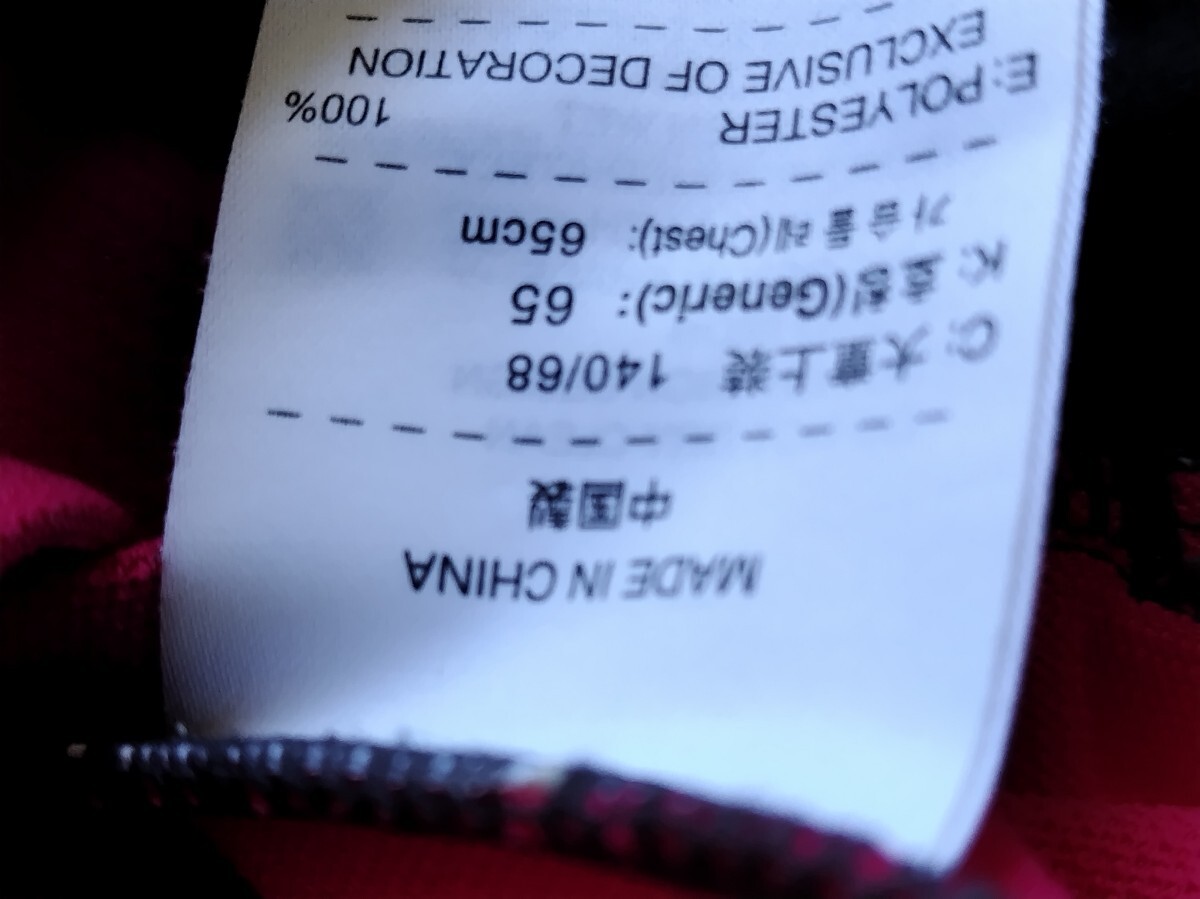 MADE IN CHINA
中国製
C: 大童上装 140/68
K: 호칭(Generic): 65
가슴둘레(Chest): 65cm
E: POLYESTER 100%
EXCLUSIVE OF DECORATION